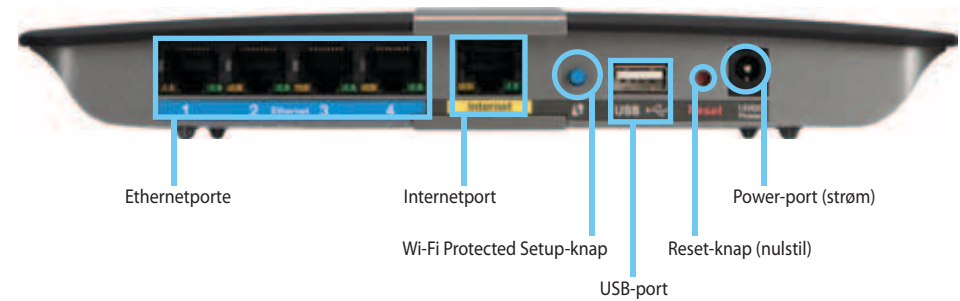 1 2 Ethernet 3 4
Internet
USB
Reset
Power
Ethernetporte
Internetport
Power-port (strøm)
Wi-Fi Protected Setup-knap
Reset-knap (nulstil)
USB-port